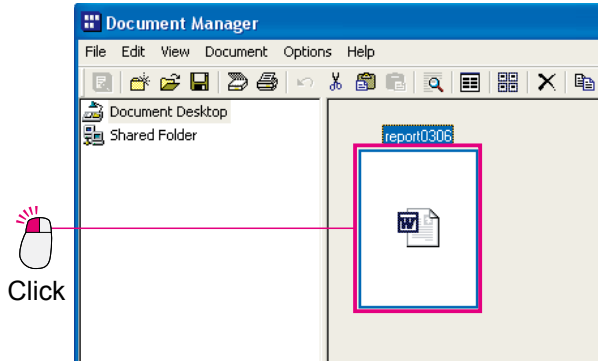 Document Manager
File Edit View Document Options Help
Document Desktop
Shared Folder
report0306
W
Click